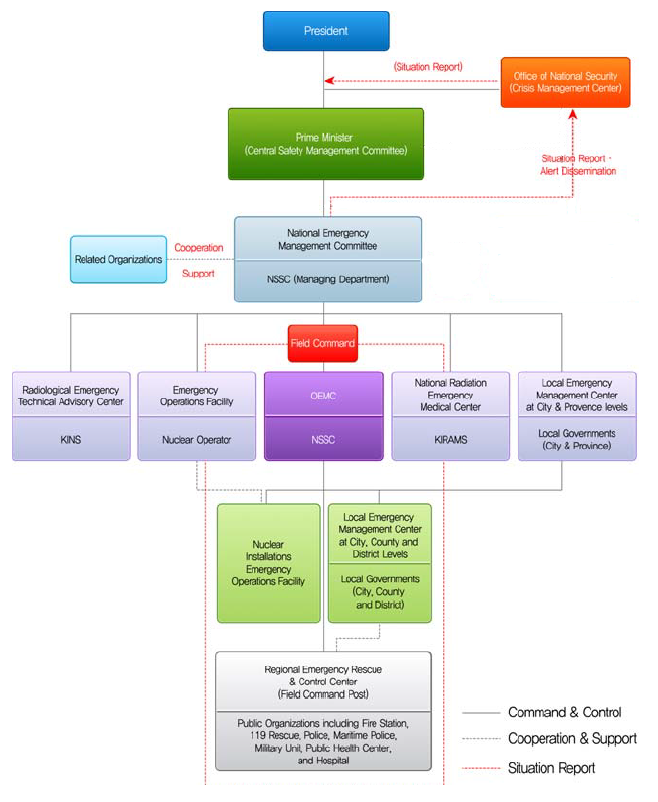 President
(Situation Report)
Office of National Security
(Crisis Management Center)
Prime Minister
(Central Safety Management Committee)
Situation Report ·
Alert Dissemination
National Emergency
Management Committee
NSSC (Managing Department)
Related Organizations
Cooperation
Support
Field Command
Radiological Emergency
Technical Advisory Center
KINS
Emergency
Operations Facility
Nuclear Operator
OEMC
NSSC
National Radiation
Emergency
Medical Center
KIRAMS
Local Emergency
Management Center
at City & Province levels
Local Governments
(City & Province)
Nuclear
Installations
Emergency
Operations Facility
Local Emergency
Management Center
at City, County and
District Levels
Local Governments
(City, County
and District)
Regional Emergency Rescue
& Control Center
(Field Command Post)
Public Organizations including Fire Station,
119 Rescue, Police, Maritime Police,
Military Unit, Public Health Center,
and Hospitall
Command & Control
Cooperation & Support
Situation Report